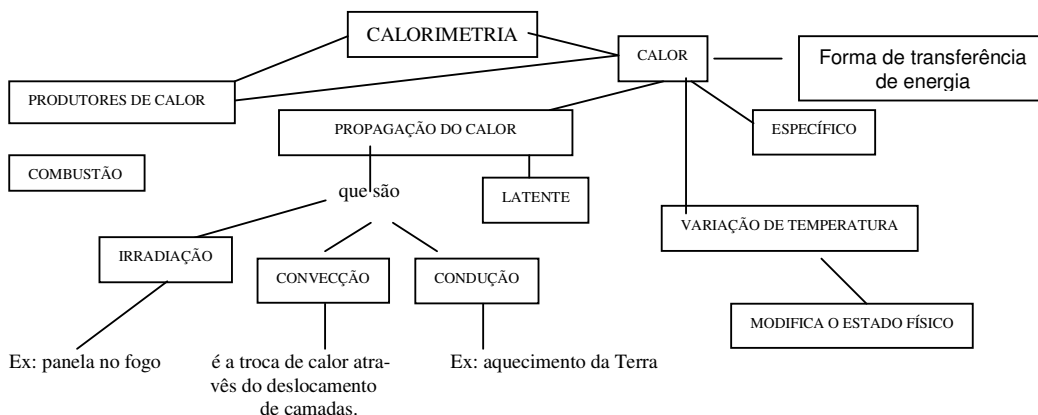 CALORIMETRIA
CALOR
Forma de transferência
de energia
PRODUTORES DE CALOR
PROPAGAÇÃO DO CALOR
ESPECÍFICO
COMBUSTÃO
que são
LATENTE
VARIAÇÃO DE TEMPERATURA
IRRADIAÇÃO
CONVECÇÃO
CONDUÇÃO
MODIFICA O ESTADO FÍSICO
Ex: panela no fogo
é a troca de calor atra-
vês do deslocamento
de camadas.
Ex: aquecimento da Terra